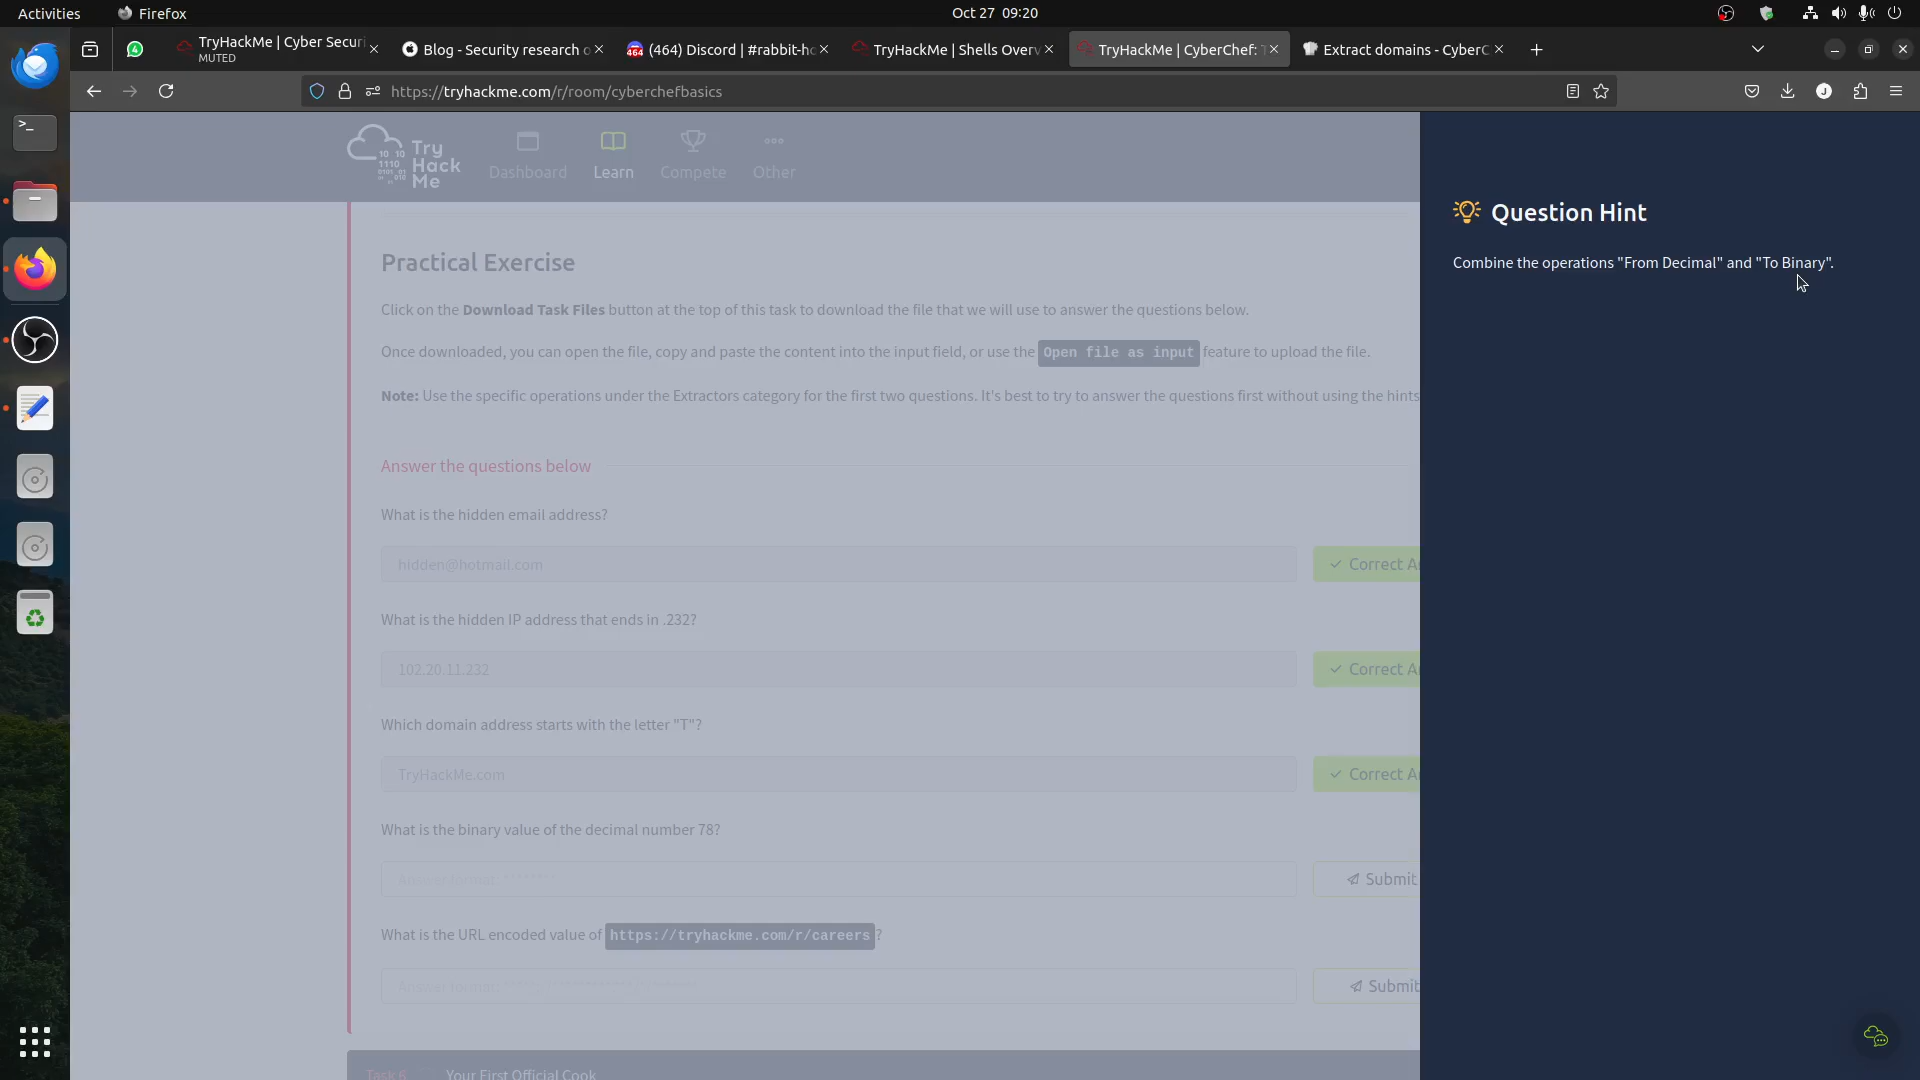 Activities
Firefox
Oct 27 09:20
TryHackMe | Cyber Securi
MUTED
Blog - Security research o
(464) Discord | #rabbit-ho
TryHackMe | Shells Overv
TryHackMe | CyberChef: T
Extract domains - CyberC
https://tryhackme.com/r/room/cyberchefbasics
Try
Hack
Me
Dashboard
Learn
Compete
Other
Question Hint
Combine the operations "From Decimal" and "To Binary".
Practical Exercise
Click on the Download Task Files button at the top of this task to download the file that we will use to answer the questions below.
Once downloaded, you can open the file, copy and paste the content into the input field, or use the Open file as input feature to upload the file.
Note: Use the specific operations under the Extractors category for the first two questions. It's best to try to answer the questions first without using the hints
Answer the questions below
What is the hidden email address?
hidden@hotmail.com
Correct A
What is the hidden IP address that ends in .232?
102.20.11.232
Correct A
Which domain address starts with the letter "T"?
TryHackMe.com
Correct A
What is the binary value of the decimal number 78?
Answer format: ********
Submit
What is the URL encoded value of https://tryhackme.com/r/careers ?
Answer format:
Submit
Task 6
Your First Official Cook